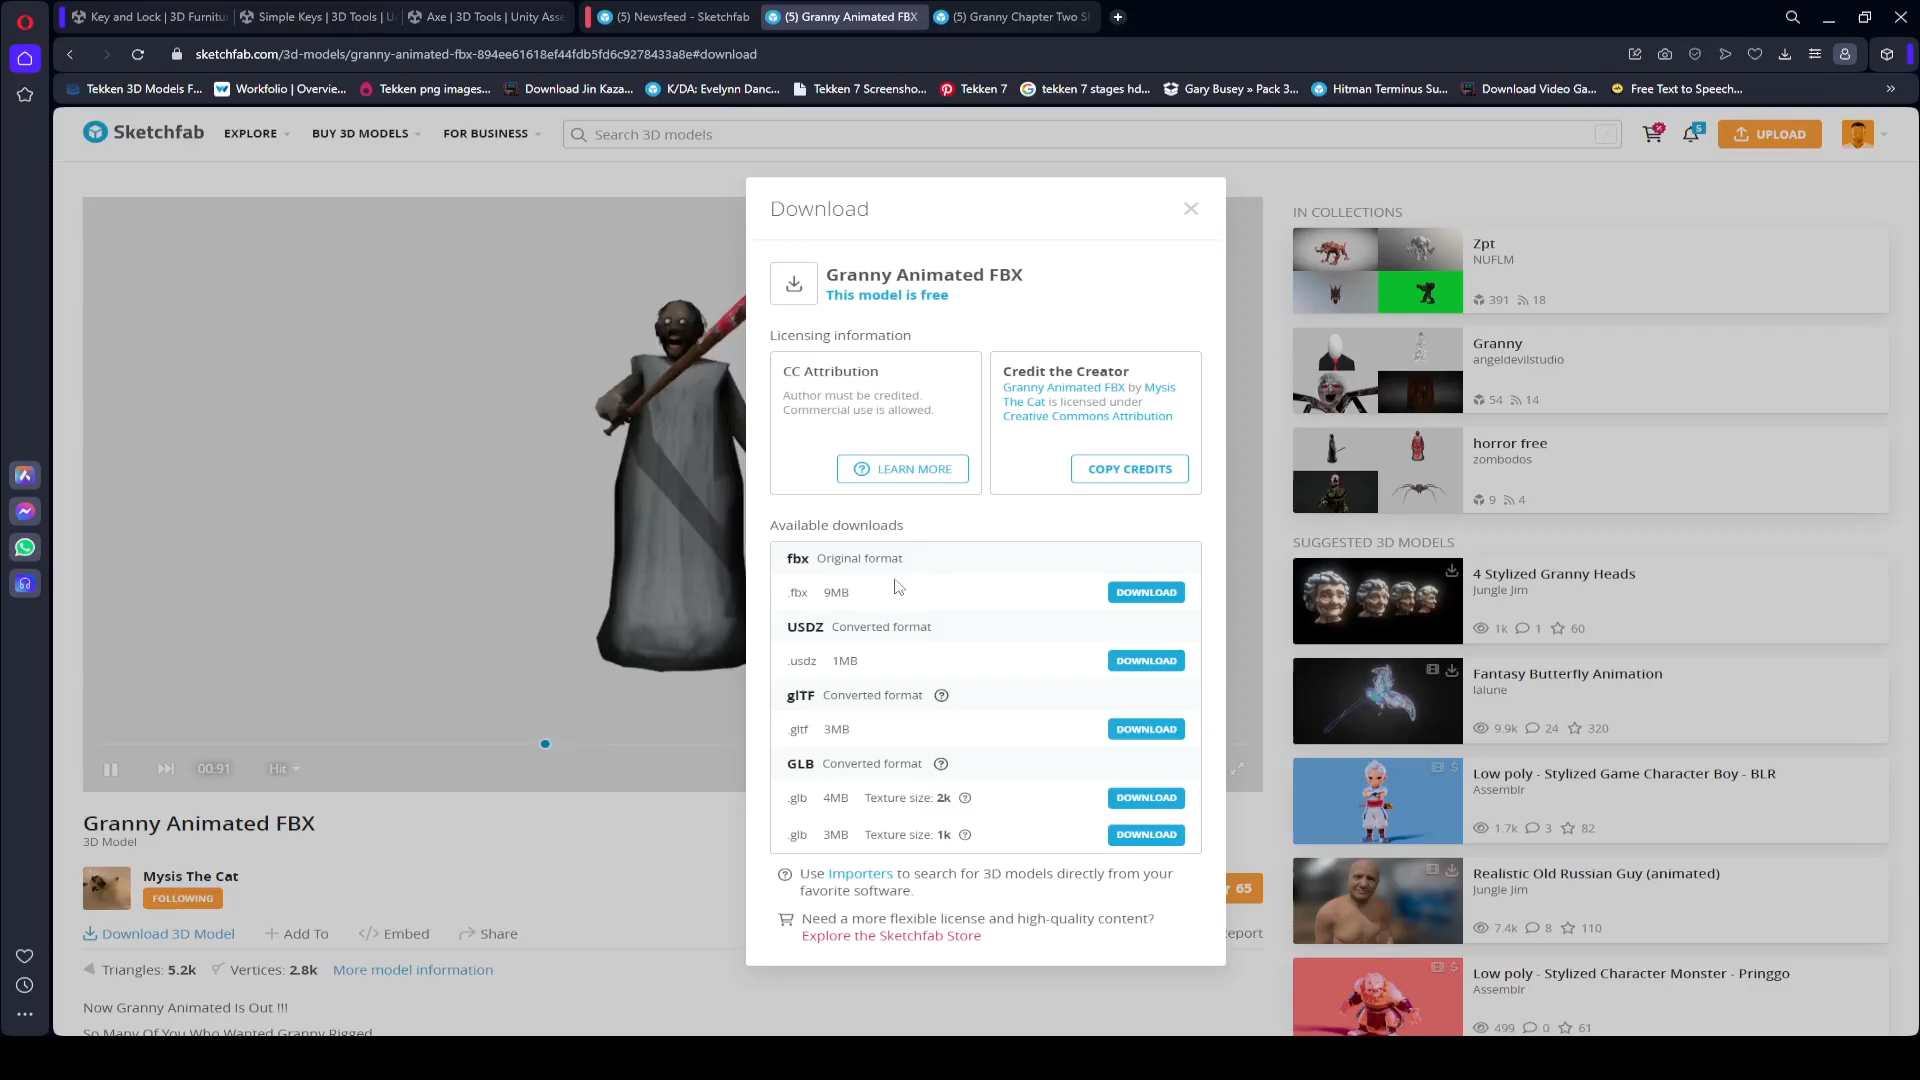 Key and Lock | 3D Furnitu
Simple Keys | 3D Tools | U
Axe | 3D Tools | Unity Asse
(5) Newsfeed - Sketchfab
(5) Granny Animated FBX
(5) Granny Chapter Two S
sketchfab.com/3d-models/granny-animated-fbx-894ee61618ef44fdb5fd6c9278433a8e#download
Tekken 3D Models F...
Workfolio | Overvie...
Tekken png images...
Download Jin Kaza...
K/DA: Evelynn Danc...
Tekken 7 Screensho...
Tekken 7
tekken 7 stages hd...
Gary Busey » Pack 3...
Hitman Terminus Su...
Download Video Ga...
Free Text to Speech...
»
Sketchfab
EXPLORE
BUY 3D MODELS
FOR BUSINESS
Search 3D models
/
5
UPLOAD
Download
Granny Animated FBX
This model is free
Licensing information
CC Attribution
Author must be credited.
Commercial use is allowed.
LEARN MORE
Credit the Creator
Granny Animated FBX by Mysis
The Cat is licensed under
Creative Commons Attribution
COPY CREDITS
Available downloads
fbx Original format
.fbx 9MB DOWNLOAD
USDZ Converted format
.usdz 1MB DOWNLOAD
glTF Converted format
.gltf 3MB DOWNLOAD
GLB Converted format
.glb 4MB Texture size: 2k DOWNLOAD
.glb 3MB Texture size: 1k DOWNLOAD
Use Importers to search for 3D models directly from your
favorite software.
Need a more flexible license and high-quality content?
Explore the Sketchfab Store
00:91
Hit
Granny Animated FBX
3D Model
Mysis The Cat
FOLLOWING
65
Download 3D Model
Add To
Embed
Share
eport
Triangles: 5.2k
Vertices: 2.8k
More model information
Now Granny Animated Is Out !!!
So Many Of You Who Wanted Granny Rigged
IN COLLECTIONS
Zpt
NUFLM
391 18
Granny
angeldevilstudio
54 14
horror free
zombodos
9 4
SUGGESTED 3D MODELS
4 Stylized Granny Heads
Jungle Jim
1k 1 60
Fantasy Butterfly Animation
lalune
9.9k 24 320
Low poly - Stylized Game Character Boy - BLR
Assemblr
1.7k 3 82
Realistic Old Russian Guy (animated)
Jungle Jim
7.4k 8 110
Low poly - Stylized Character Monster - Pringgo
Assemblr
499 0 61